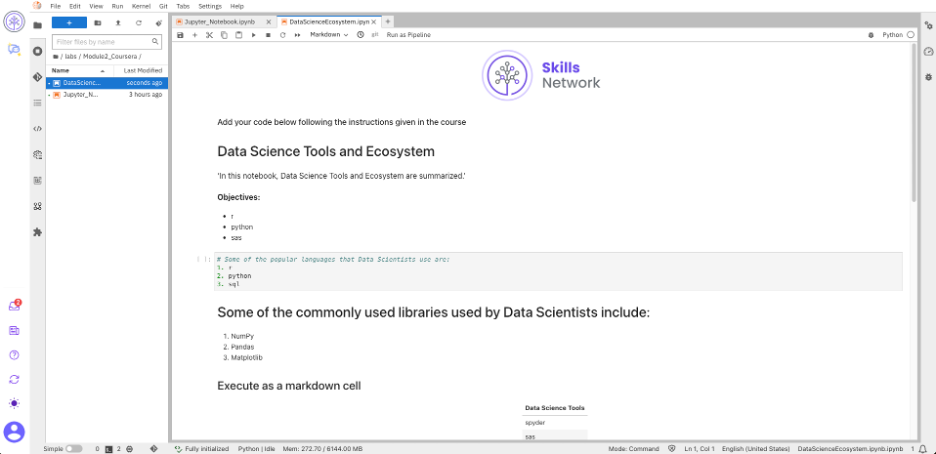 File Edit View Run Kernel Git Tabs Settings Help
+
Filter files by name
/ labs / Module2_Coursera /
Name Last Modified
DataScienc... seconds ago
Jupyter_N... 3 hours ago
Jupyter_Notebook.ipynb × DataScienceEcosystem.ipyn × +
Markdown Run as Pipeline Python
Skills
Network
Add your code below following the instructions given in the course
Data Science Tools and Ecosystem
'In this notebook, Data Science Tools and Ecosystem are summarized.'
Objectives:
• r
• python
• sas
[ ]: # Some of the popular languages that Data Scientists use are:
1. r
2. python
3. sql
Some of the commonly used libraries used by Data Scientists include:
1. NumPy
2. Pandas
3. Matplotlib
Execute as a markdown cell
Data Science Tools
spyder
sas
2
Simple 0 2 Fully initialized Python | Idle Mem: 272.70 / 6144.00 MB Mode: Command Ln 1, Col 1 English (United States) DataScienceEcosystem.ipynb.ipynb 1